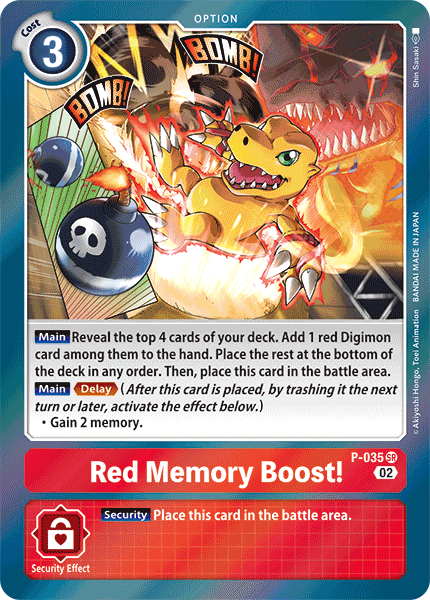 OPTION
Cost
3
BOMB!
BOMB!
Shin Sasaki
©Akiyoshi Hongo, Toei Animation BANDAI MADE IN JAPAN
Main Reveal the top 4 cards of your deck. Add 1 red Digimon
card among them to the hand. Place the rest at the bottom of
the deck in any order. Then, place this card in the battle area.
Main Delay (After this card is placed, by trashing it the next
turn or later, activate the effect below.)
・Gain 2 memory.
P-035 SR
Red Memory Boost!
02
Security Place this card in the battle area.
Security Effect